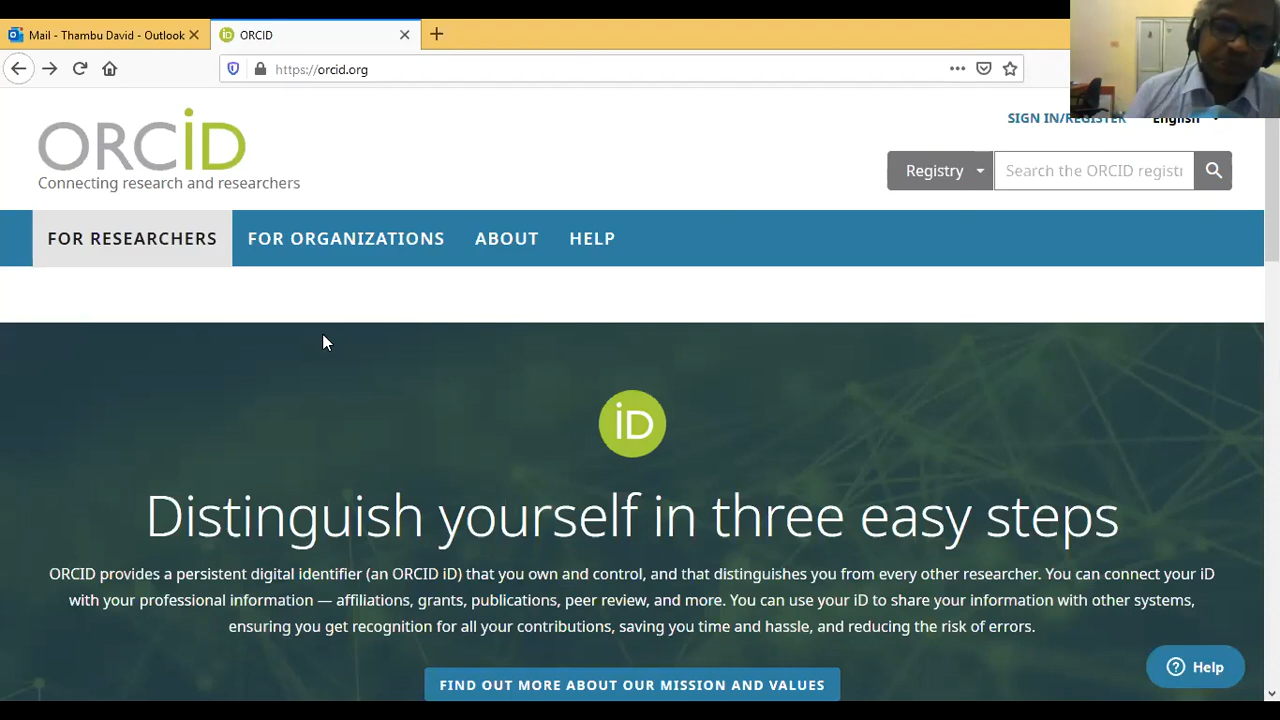 Mail - Thambu David - Outlook
ORCID
https://orcid.org
SIGN IN/REGISTER English
ORCID
Connecting research and researchers
Registry
Search the ORCID regist
FOR RESEARCHERS FOR ORGANIZATIONS ABOUT HELP
iD
Distinguish yourself in three easy steps
ORCID provides a persistent digital identifier (an ORCID iD) that you own and control, and that distinguishes you from every other researcher. You can connect your iD
with your professional information — affiliations, grants, publications, peer review, and more. You can use your iD to share your information with other systems,
ensuring you get recognition for all your contributions, saving you time and hassle, and reducing the risk of errors.
Help
FIND OUT MORE ABOUT OUR MISSION AND VALUES